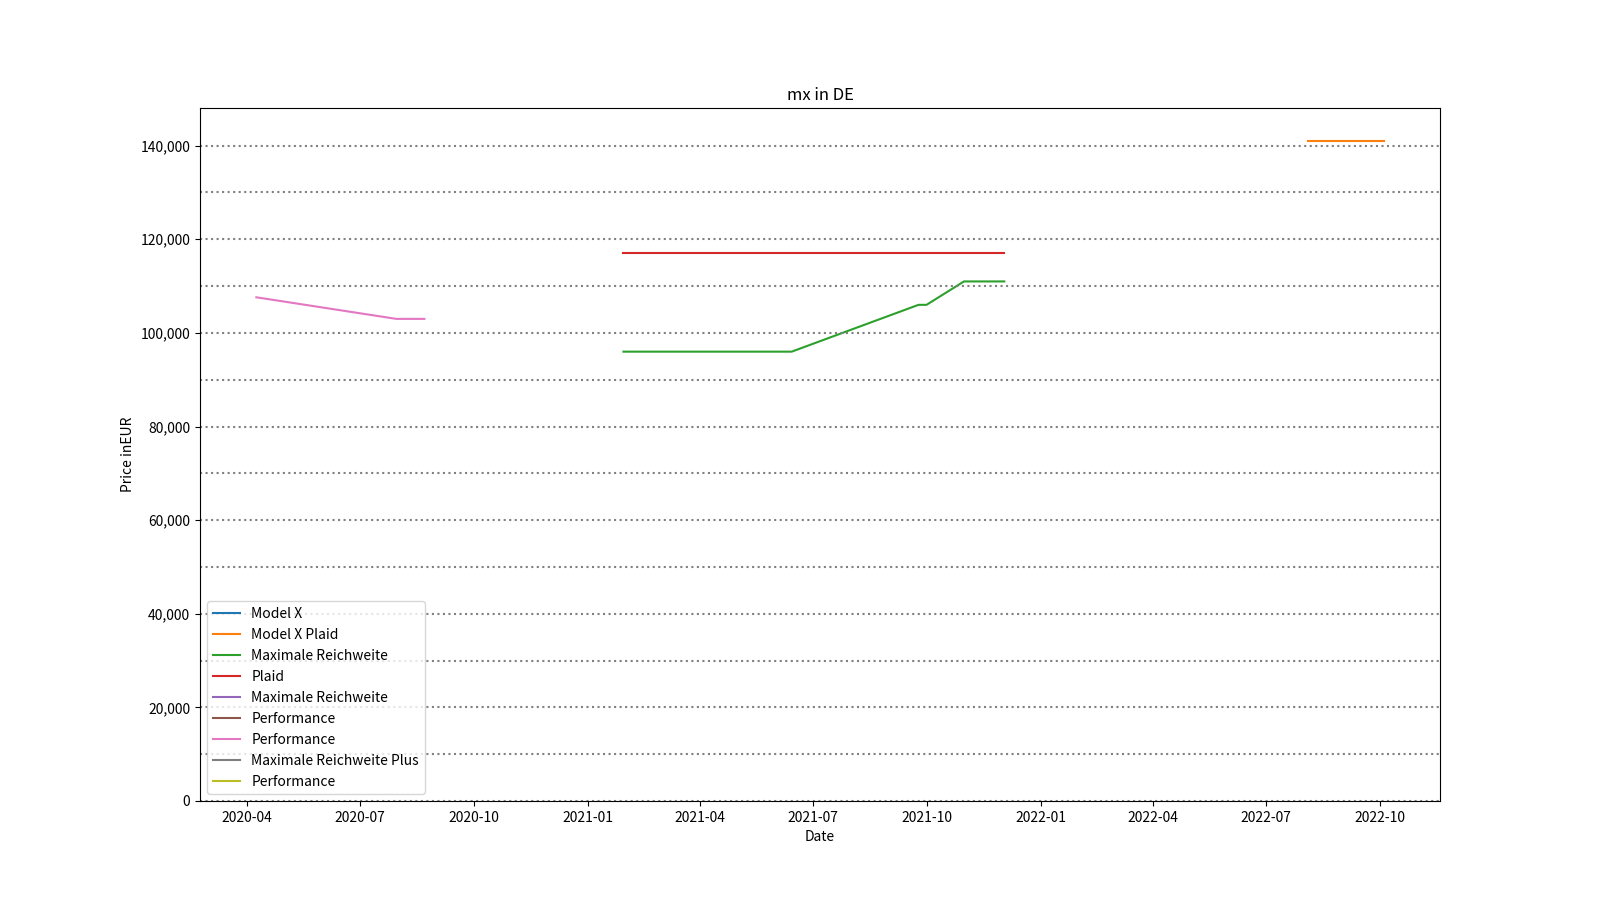 mx in DE
140,000
120,000
100,000
80,000
60,000
40,000
20,000
0
Price inEUR
Model X
Model X Plaid
Maximale Reichweite
Plaid
Maximale Reichweite
Performance
Performance
Maximale Reichweite Plus
Performance
2020-04 2020-07 2020-10 2021-01 2021-04 2021-07 2021-10 2022-01 2022-04 2022-07 2022-10
Date